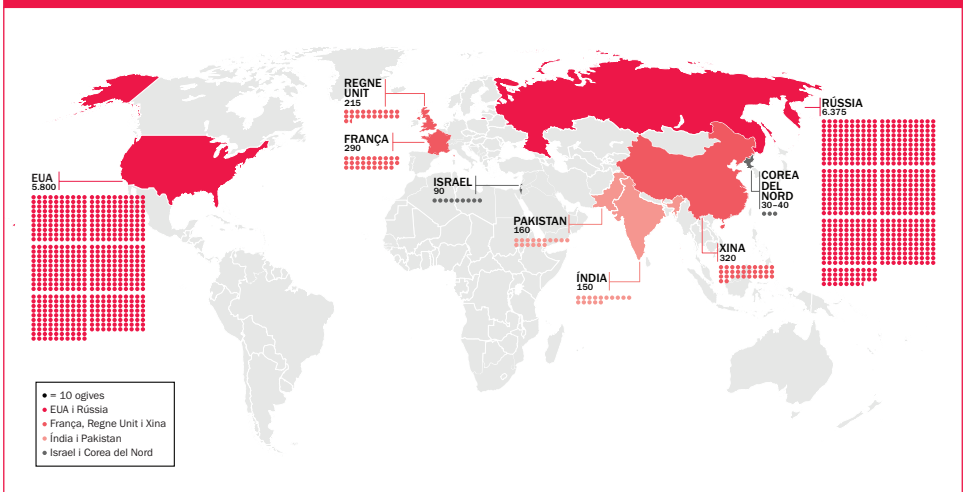 REGNE
UNIT
215
FRANÇA
290
EUA
5.800
ISRAEL
90
PAKISTAN
160
ÍNDIA
150
RÚSSIA
6.375
COREA
DEL
NORD
30–40
XINA
320
= 10 ogives
EUA i Rússia
França, Regne Unit i Xina
Índia i Pakistan
Israel i Corea del Nord